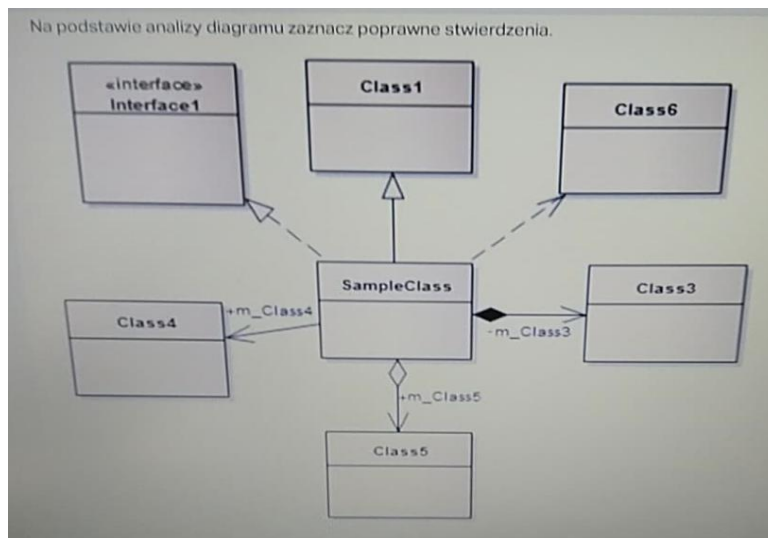 Na podstawie analizy diagramu zaznacz poprawne stwierdzenia.
«interface»
Interface1
Class1
Class6
SampleClass
Class3
+m_Class4
Class4
-m_Class3
+m_Class5
Class5